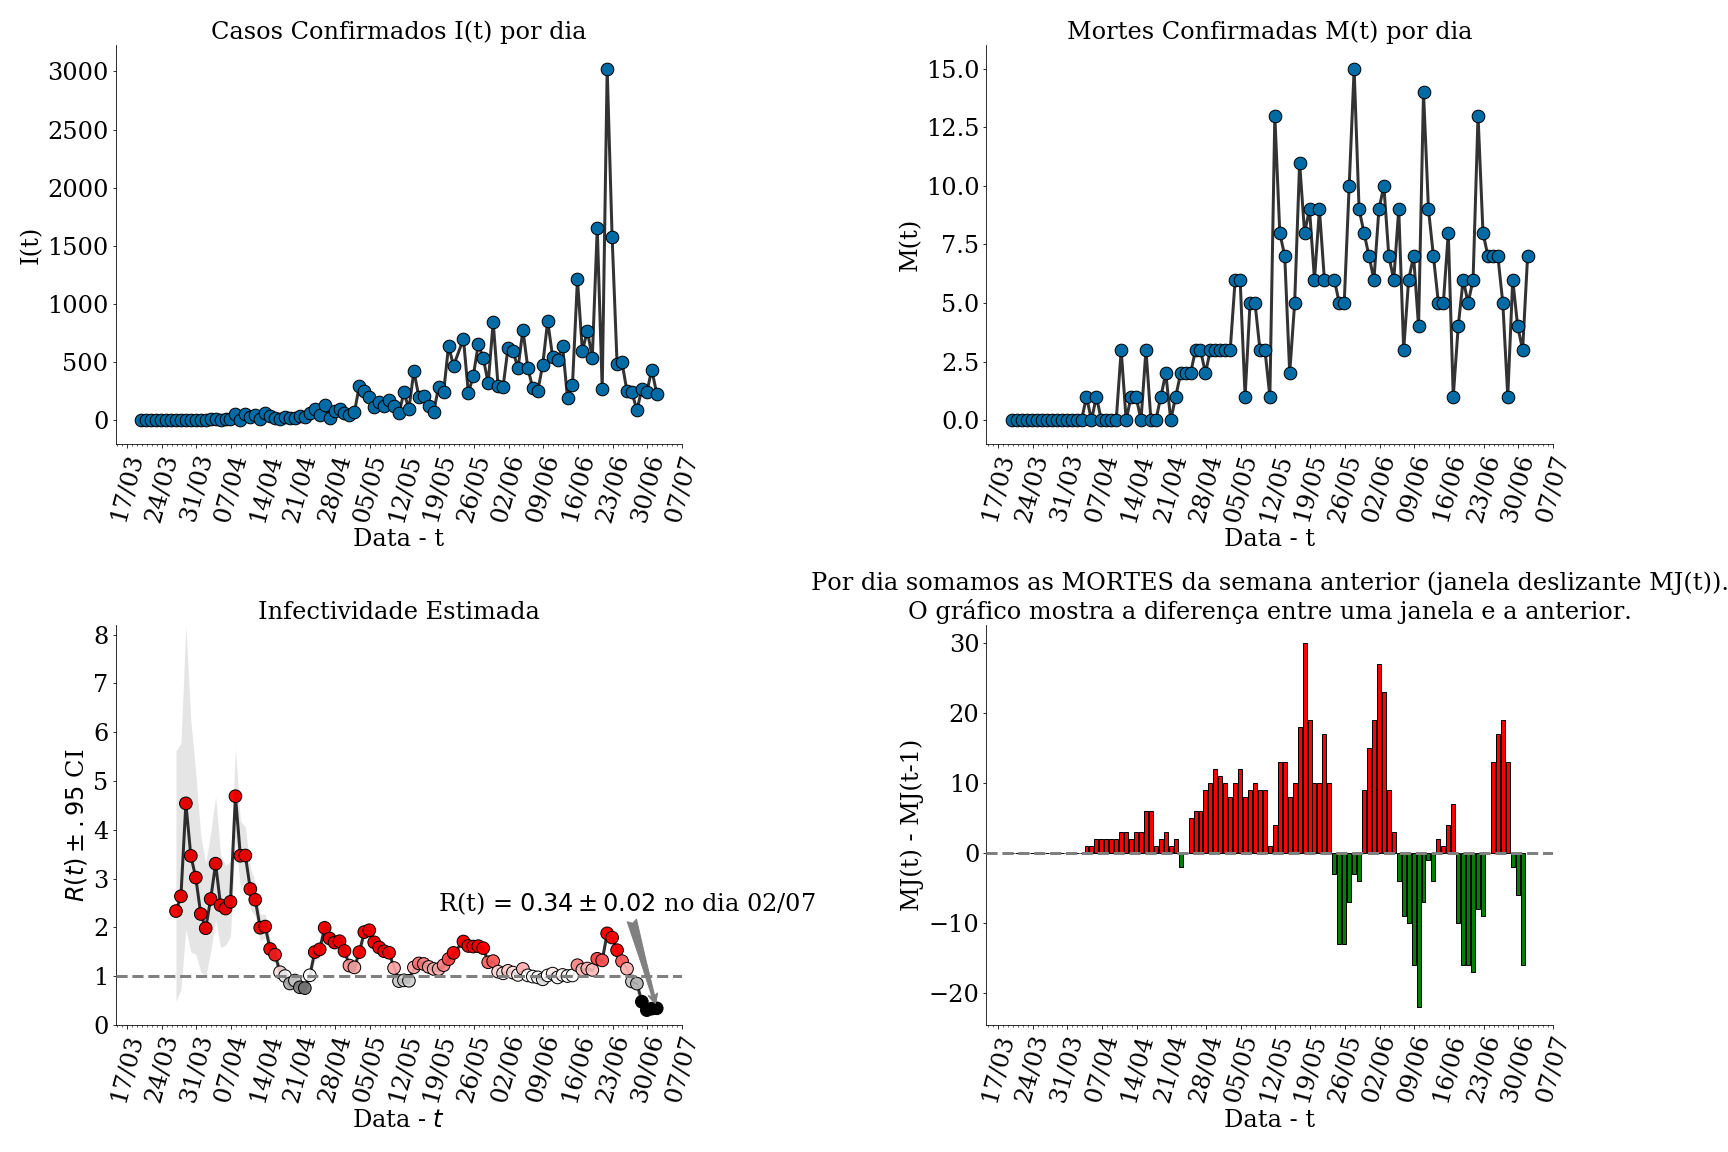 Casos Confirmados I(t) por dia
3000
2500
2000
1500
1000
500
0
I(t)
17/03 24/03 31/03 07/04 14/04 21/04 28/04 05/05 12/05 19/05 26/05 02/06 09/06 16/06 23/06 30/06 07/07
Data - t
Mortes Confirmadas M(t) por dia
15.0
12.5
10.0
7.5
5.0
2.5
0.0
M(t)
17/03 24/03 31/03 07/04 14/04 21/04 28/04 05/05 12/05 19/05 26/05 02/06 09/06 16/06 23/06 30/06 07/07
Data - t
Infectividade Estimada
8
7
6
5
4
3
2
1
0
R(t) ± .95 CI
R(t) = 0.34 ± 0.02 no dia 02/07
17/03 24/03 31/03 07/04 14/04 21/04 28/04 05/05 12/05 19/05 26/05 02/06 09/06 16/06 23/06 30/06 07/07
Data - t
Por dia somamos as MORTES da semana anterior (janela deslizante MJ(t)).
O gráfico mostra a diferença entre uma janela e a anterior.
30
20
10
0
−10
−20
MJ(t) - MJ(t-1)
17/03 24/03 31/03 07/04 14/04 21/04 28/04 05/05 12/05 19/05 26/05 02/06 09/06 16/06 23/06 30/06 07/07
Data - t